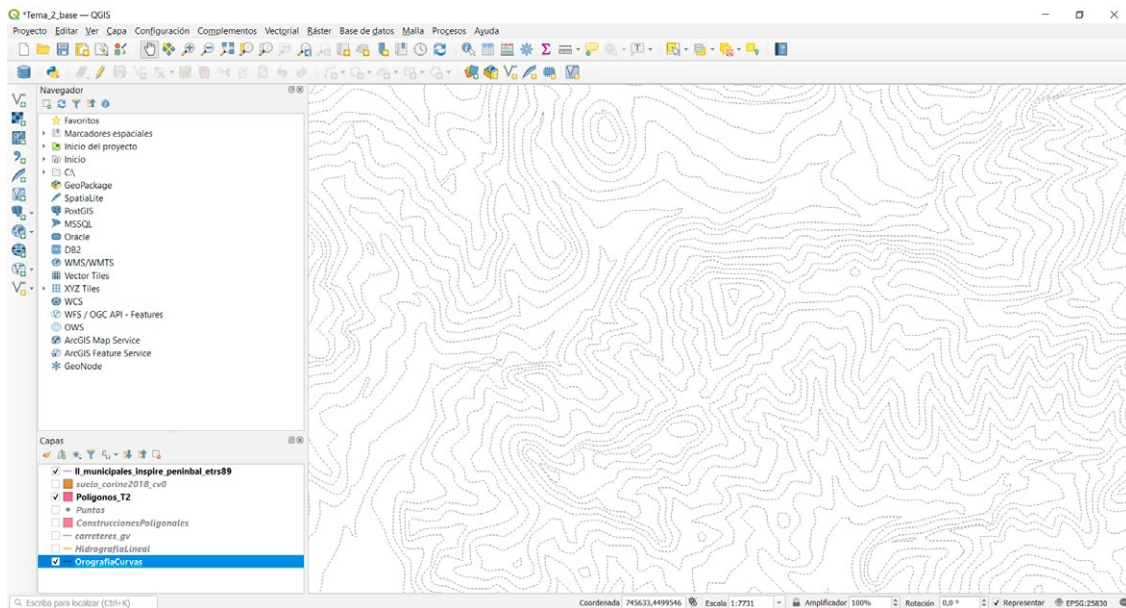 *Tema_2_base — QGIS
Proyecto Editar Ver Capa Configuración Complementos Vectorial Ráster Base de datos Malla Procesos Ayuda
Navegador
Favoritos
Marcadores espaciales
Inicio del proyecto
Inicio
C:\
GeoPackage
SpatiaLite
PostGIS
MSSQL
Oracle
DB2
WMS/WMTS
Vector Tiles
XYZ Tiles
WCS
WFS / OGC API - Features
OWS
ArcGIS Map Service
ArcGIS Feature Service
GeoNode
Capas
ll_municipales_inspire_peninbal_etrs89
suelo_corine2018_cv0
Poligonos_T2
Puntos
ConstruccionesPoligonales
carreteres_gv
HidrografiaLineal
OrografiaCurvas
Escriba para localizar (Ctrl+K) Coordenada 745633,4499546 Escala 1:7731 Amplificador 100% Rotación 0,0 ° Representar EPSG:25830